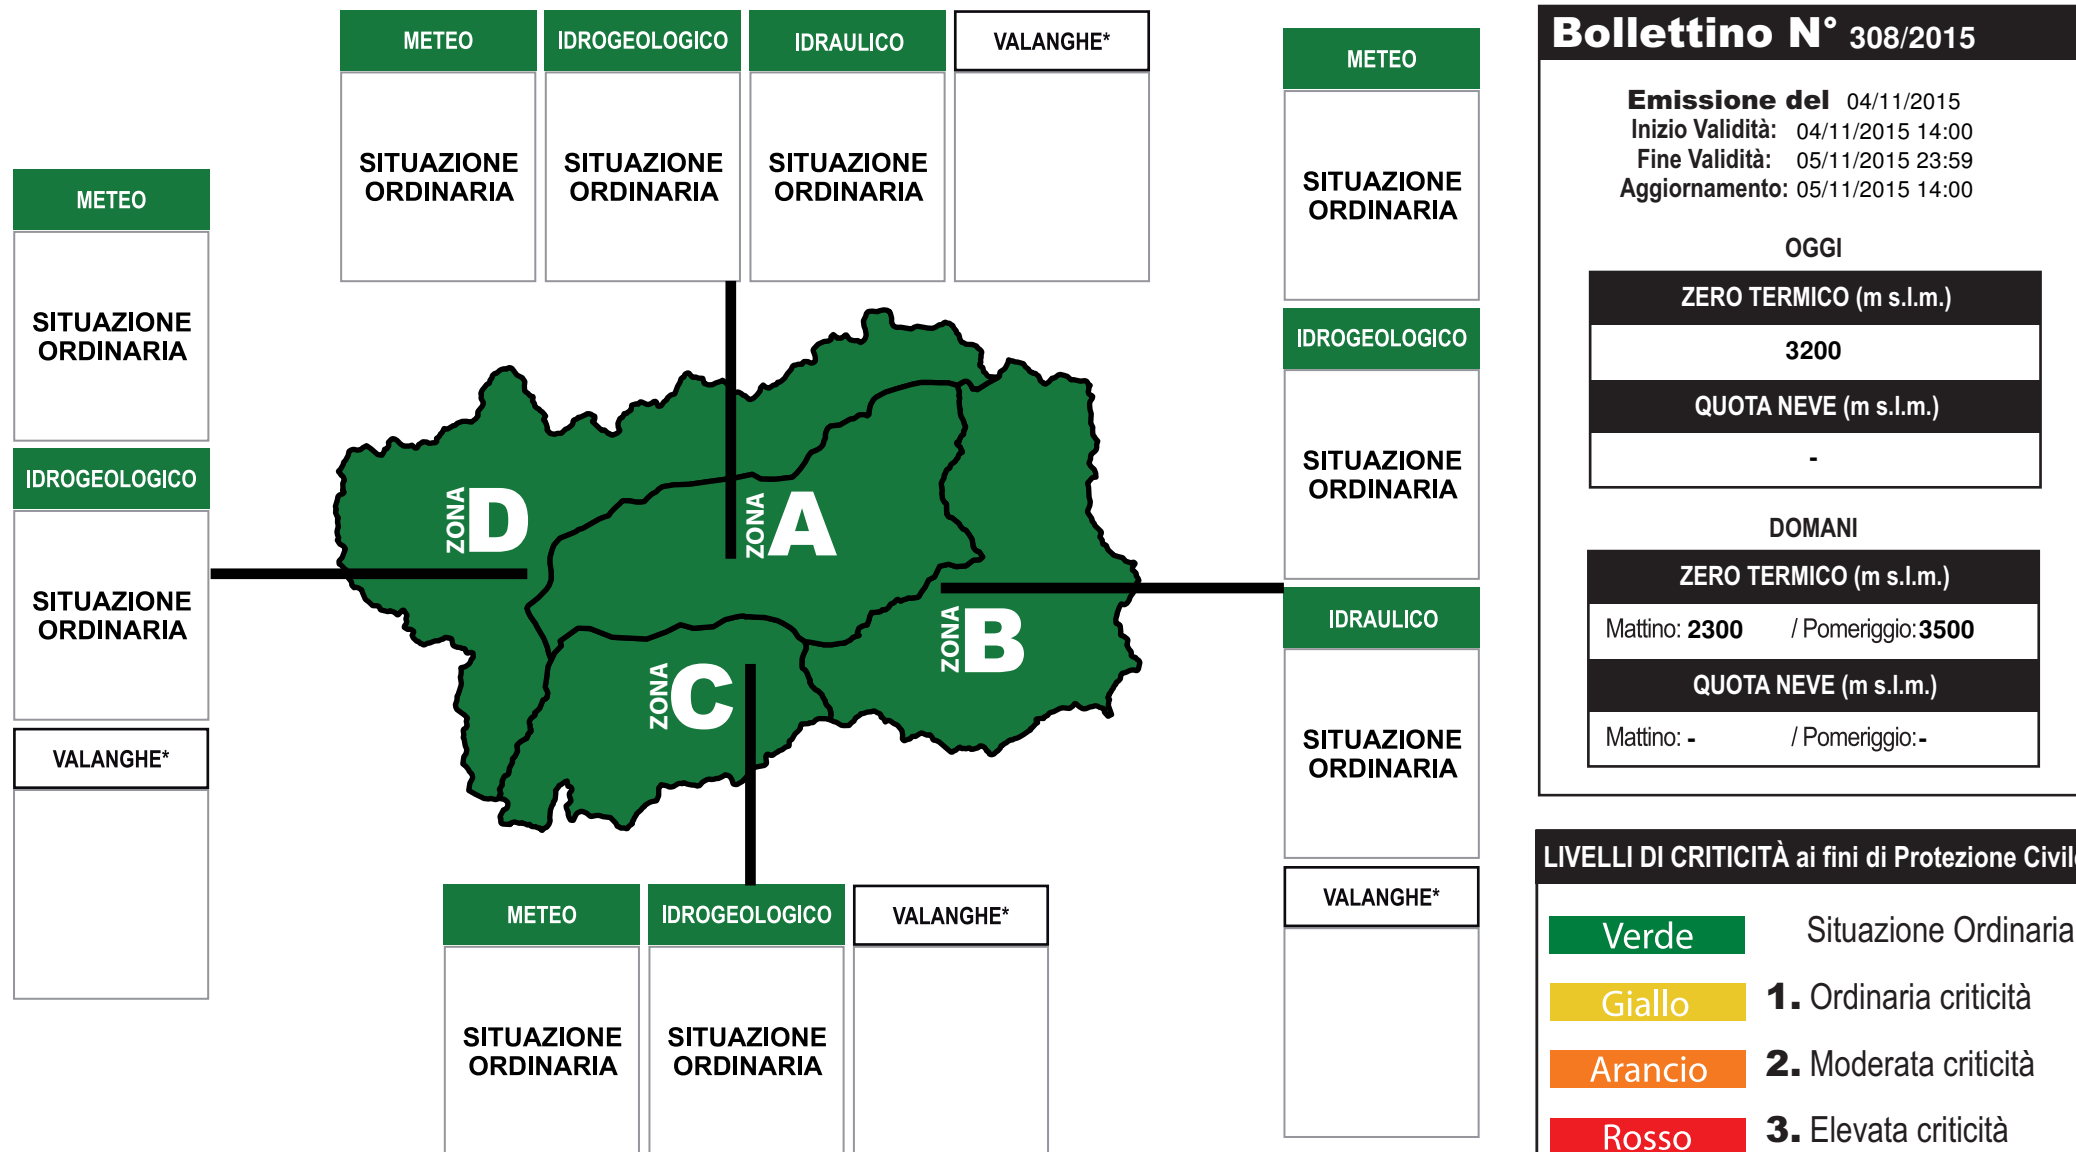 METEO
IDROGEOLOGICO
IDRAULICO
VALANGHE*
SITUAZIONE
ORDINARIA
SITUAZIONE
ORDINARIA
SITUAZIONE
ORDINARIA
METEO
SITUAZIONE
ORDINARIA
IDROGEOLOGICO
SITUAZIONE
ORDINARIA
VALANGHE*
ZONA D
ZONA A
ZONA B
ZONA C
METEO
SITUAZIONE
ORDINARIA
IDROGEOLOGICO
SITUAZIONE
ORDINARIA
IDRAULICO
SITUAZIONE
ORDINARIA
VALANGHE*
METEO
IDROGEOLOGICO
VALANGHE*
SITUAZIONE
ORDINARIA
SITUAZIONE
ORDINARIA
Bollettino N° 308/2015
Emissione del 04/11/2015
Inizio Validità: 04/11/2015 14:00
Fine Validità: 05/11/2015 23:59
Aggiornamento: 05/11/2015 14:00
OGGI
ZERO TERMICO (m s.l.m.)
3200
QUOTA NEVE (m s.l.m.)
-
DOMANI
ZERO TERMICO (m s.l.m.)
Mattino: 2300 / Pomeriggio: 3500
QUOTA NEVE (m s.l.m.)
Mattino: - / Pomeriggio: -
LIVELLI DI CRITICITÀ ai fini di Protezione Civil
Verde Situazione Ordinaria
Giallo 1. Ordinaria criticità
Arancio 2. Moderata criticità
Rosso 3. Elevata criticità